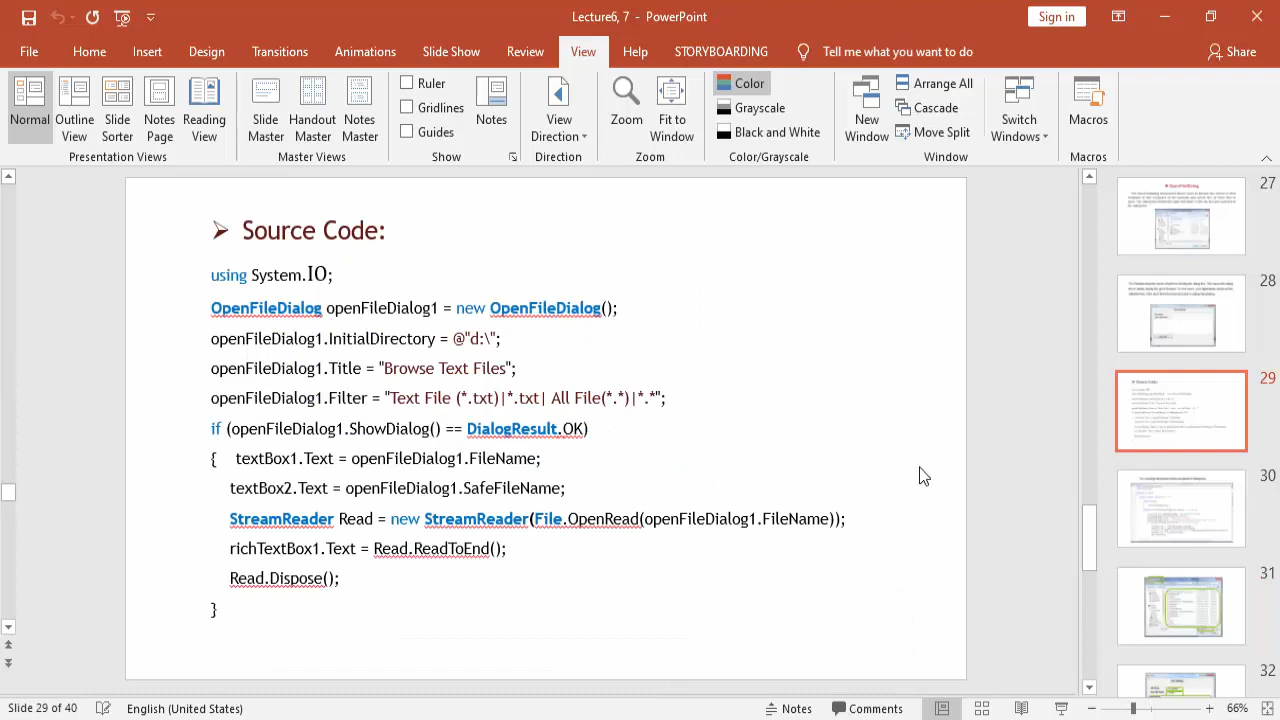 Lecture6, 7 - PowerPoint
Sign in
File Home Insert Design Transitions Animations Slide Show Review View Help STORYBOARDING Tell me what you want to do Share
Normal
Outline View
Slide Sorter
Notes Page
Reading View
Presentation Views
Slide Master
Handout Master
Notes Master
Master Views
Ruler
Gridlines
Guides
Show
Notes
View Direction
Direction
Zoom
Fit to Window
Zoom
Color
Grayscale
Black and White
Color/Grayscale
New Window
Arrange All
Cascade
Move Split
Window
Switch Windows
Macros
Macros
Source Code:
using System.IO;
OpenFileDialog openFileDialog1 = new OpenFileDialog();
openFileDialog1.InitialDirectory = @"d:\";
openFileDialog1.Title = "Browse Text Files";
openFileDialog1.Filter = "Text File (*.txt)|*.txt| All File(*.*)|*.*";
if (openFileDialog1.ShowDialog() == DialogResult.OK)
{ textBox1.Text = openFileDialog1.FileName;
textBox2.Text = openFileDialog1.SafeFileName;
StreamReader Read = new StreamReader(File.OpenRead(openFileDialog1.FileName));
richTextBox1.Text = Read.ReadToEnd();
Read.Dispose();
}
27
28
29
30
31
32
Slide 29 of 40
English (United States)
Notes
Comments
66%